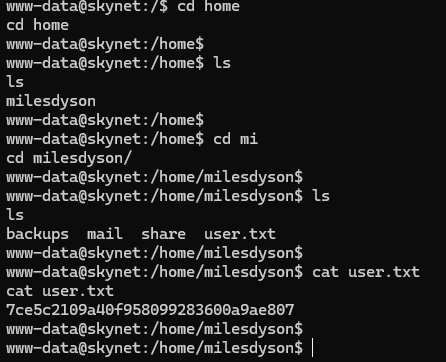 www-data@skynet:/$ cd home
cd home
www-data@skynet:/home$
www-data@skynet:/home$ ls
ls
milesdyson
www-data@skynet:/home$
www-data@skynet:/home$ cd mi
cd milesdyson/
www-data@skynet:/home/milesdyson$
www-data@skynet:/home/milesdyson$ ls
ls
backups  mail  share  user.txt
www-data@skynet:/home/milesdyson$
www-data@skynet:/home/milesdyson$ cat user.txt
cat user.txt
7ce5c2109a40f958099283600a9ae807
www-data@skynet:/home/milesdyson$
www-data@skynet:/home/milesdyson$